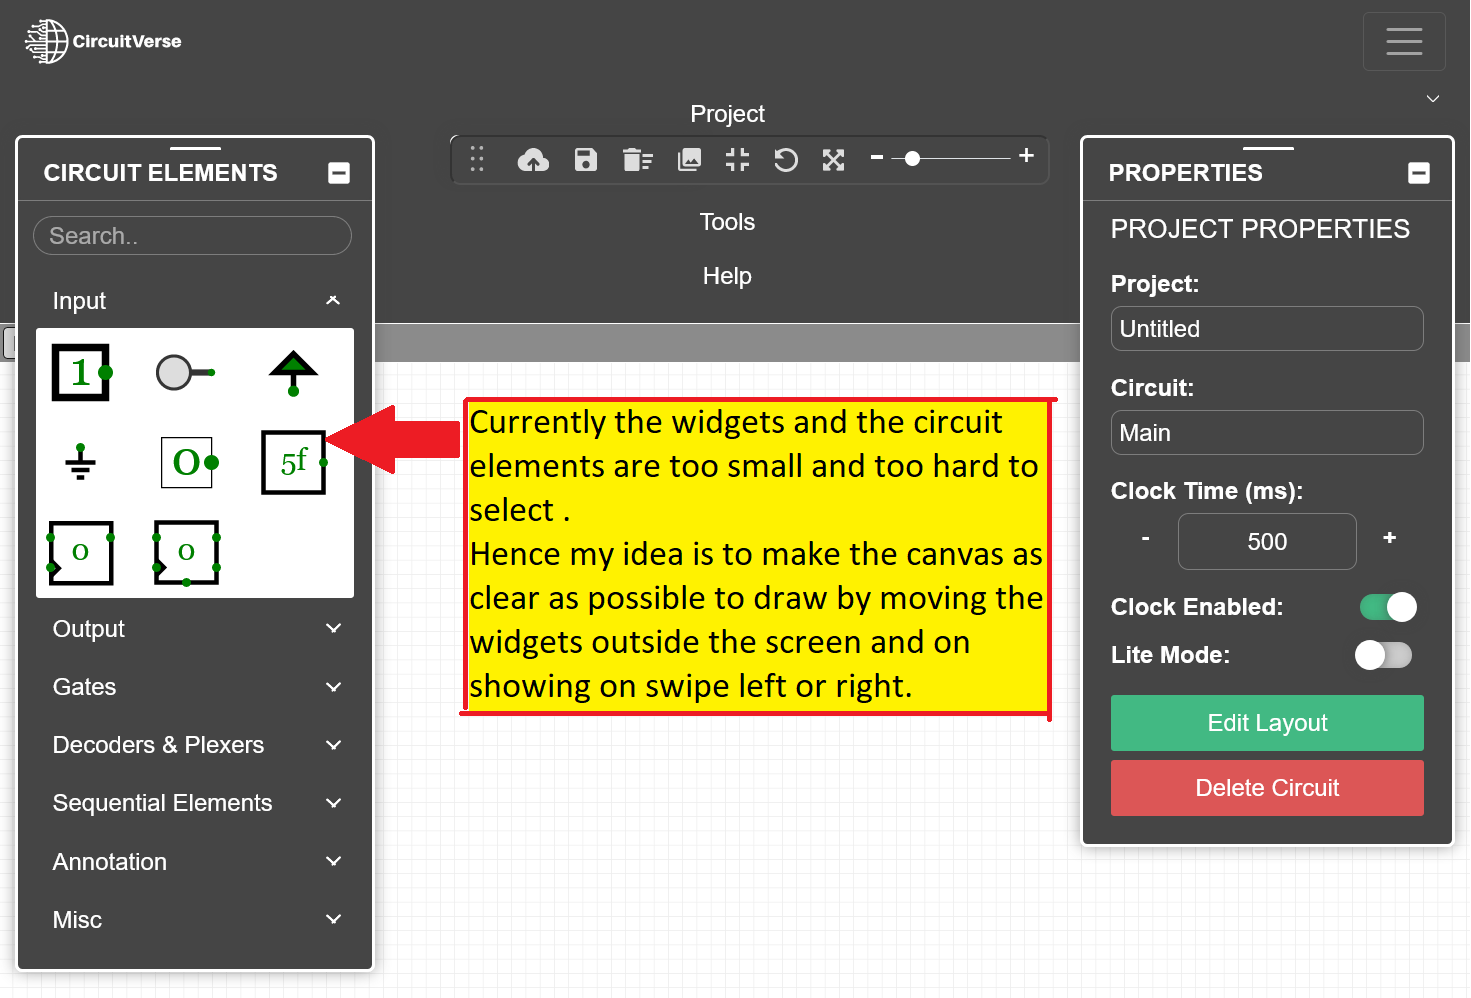 CircuitVerse
Project
CIRCUIT ELEMENTS
Search..
Input
1
O
5f
0
0
Output
Gates
Decoders & Plexers
Sequential Elements
Annotation
Misc
Tools
Help
Currently the widgets and the circuit
elements are too small and too hard to
select .
Hence my idea is to make the canvas as
clear as possible to draw by moving the
widgets outside the screen and on
showing on swipe left or right.
PROPERTIES
PROJECT PROPERTIES
Project:
Untitled
Circuit:
Main
Clock Time (ms):
- 500 +
Clock Enabled:
Lite Mode:
Edit Layout
Delete Circuit